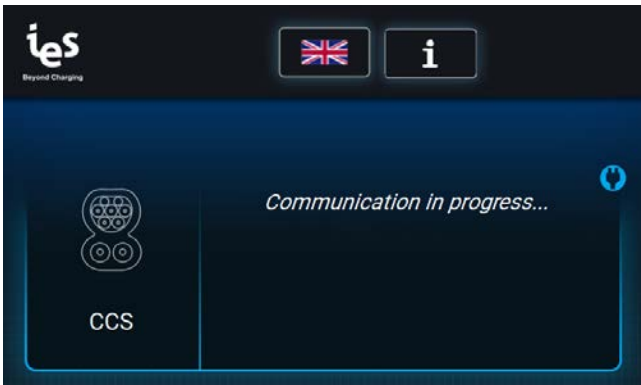 ies
Beyond Charging
i
Communication in progress...
CCS